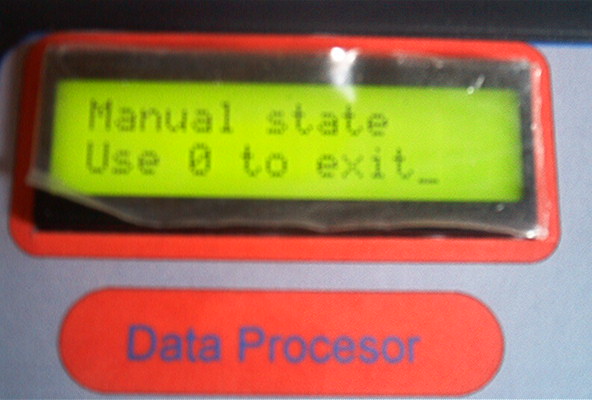 Manual state
Use 0 to exit_
Data Procesor